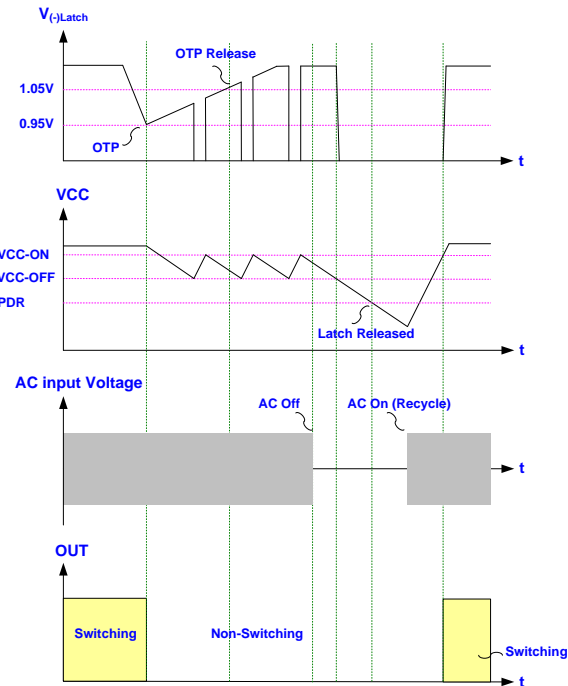 V(-)Latch
OTP Release
1.05V
0.95V
OTP
t
VCC
VCC-ON
VCC-OFF
PDR
Latch Released
t
AC input Voltage
AC Off
AC On (Recycle)
t
OUT
Switching
Non-Switching
Switching
t